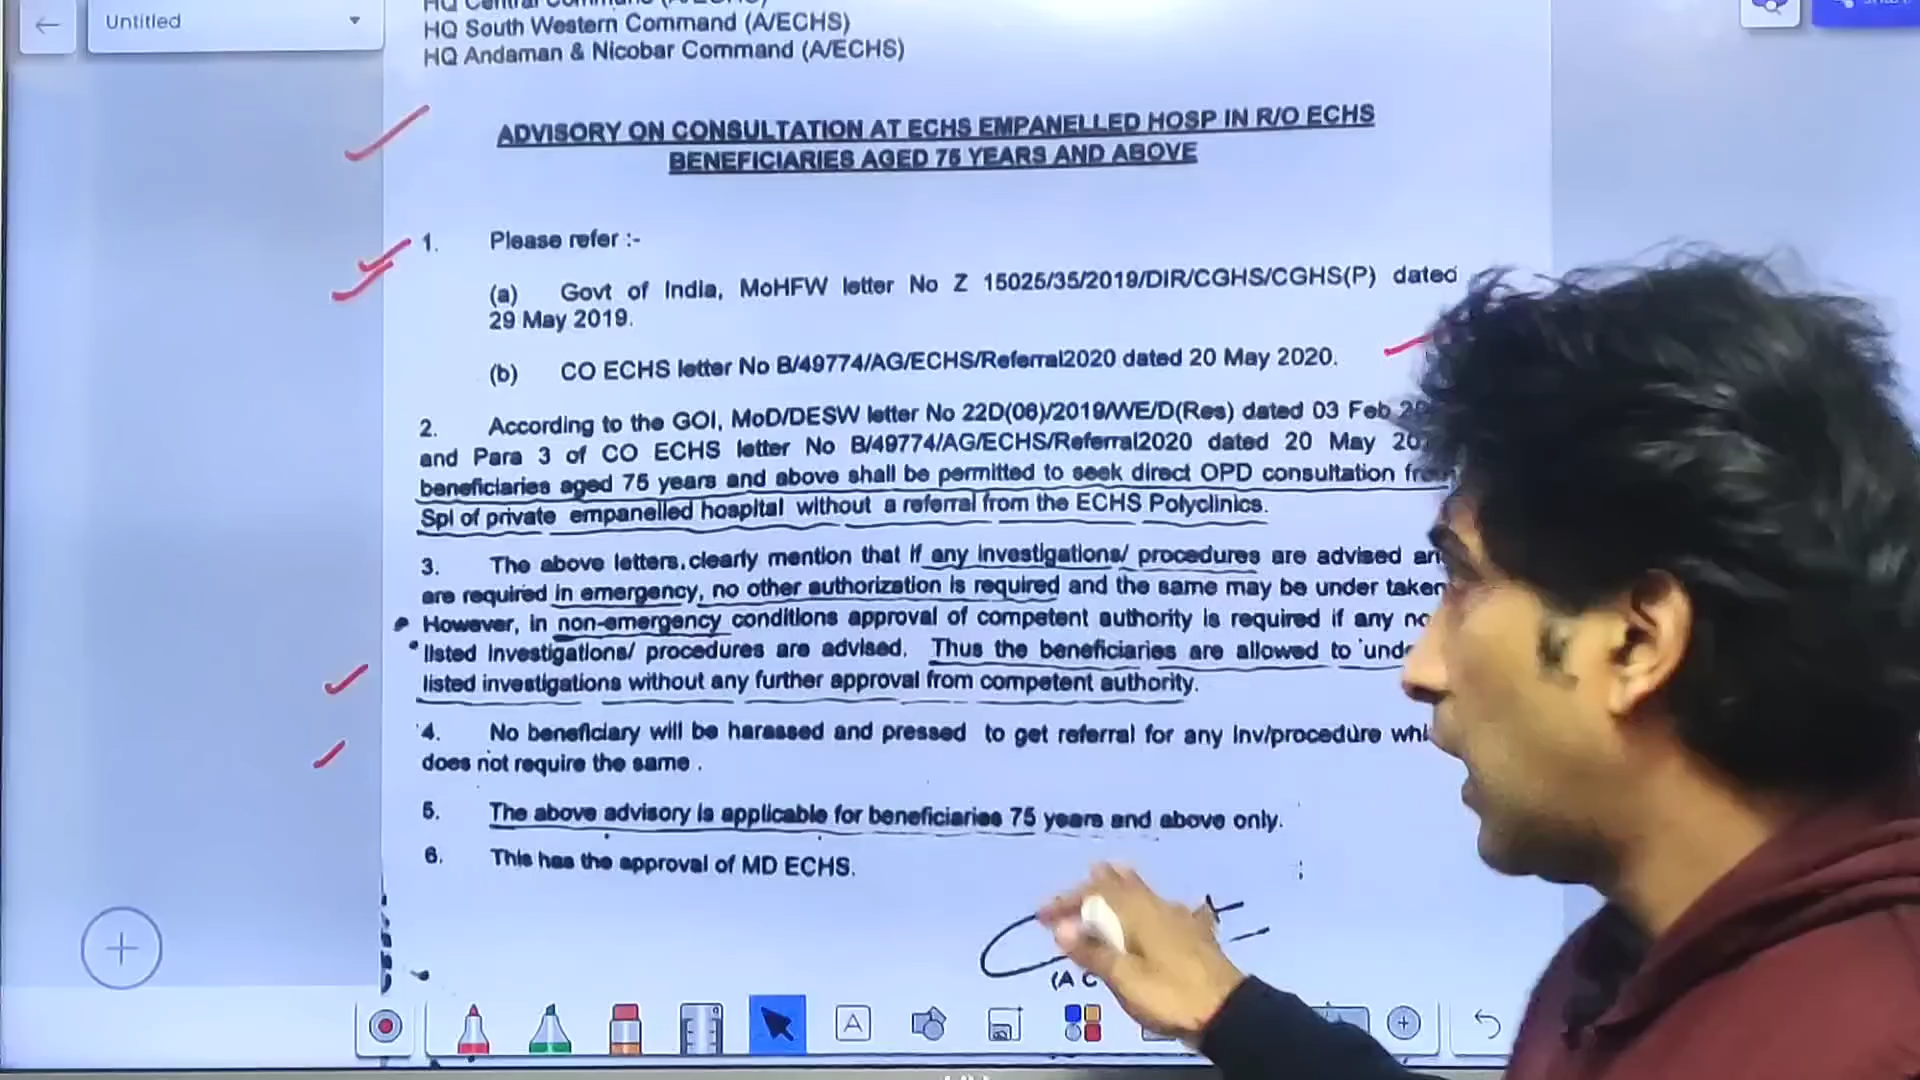 Untitled
HQ Central Command (A/ECHS)
HQ South Western Command (A/ECHS)
HQ Andaman & Nicobar Command (A/ECHS)
ADVISORY ON CONSULTATION AT ECHS EMPANELLED HOSP IN R/O ECHS
BENEFICIARIES AGED 75 YEARS AND ABOVE
1. Please refer :-
(a) Govt of India, MoHFW letter No Z 15025/35/2019/DIR/CGHS/CGHS(P) dated
29 May 2019.
(b) CO ECHS letter No B/49774/AG/ECHS/Referral2020 dated 20 May 2020.
2. According to the GOI, MoD/DESW letter No 22D(08)/2019/WE/D(Res) dated 03 Feb
and Para 3 of CO ECHS letter No B/49774/AG/ECHS/Referral2020 dated 20 May
beneficiaries aged 75 years and above shall be permitted to seek direct OPD consultation
Spl of private empanelled hospital without a referral from the ECHS Polyclinics.
3. The above letters, clearly mention that if any investigations/ procedures are advised
are required in emergency, no other authorization is required and the same may be under taken
However, in non-emergency conditions approval of competent authority is required if any
listed investigations/ procedures are advised. Thus the beneficiaries are allowed to
listed investigations without any further approval from competent authority.
4. No beneficiary will be harassed and pressed to get referral for any inv/procedure
does not require the same .
5. The above advisory is applicable for beneficiaries 75 years and above only.
6. This has the approval of MD ECHS.
(A C
A